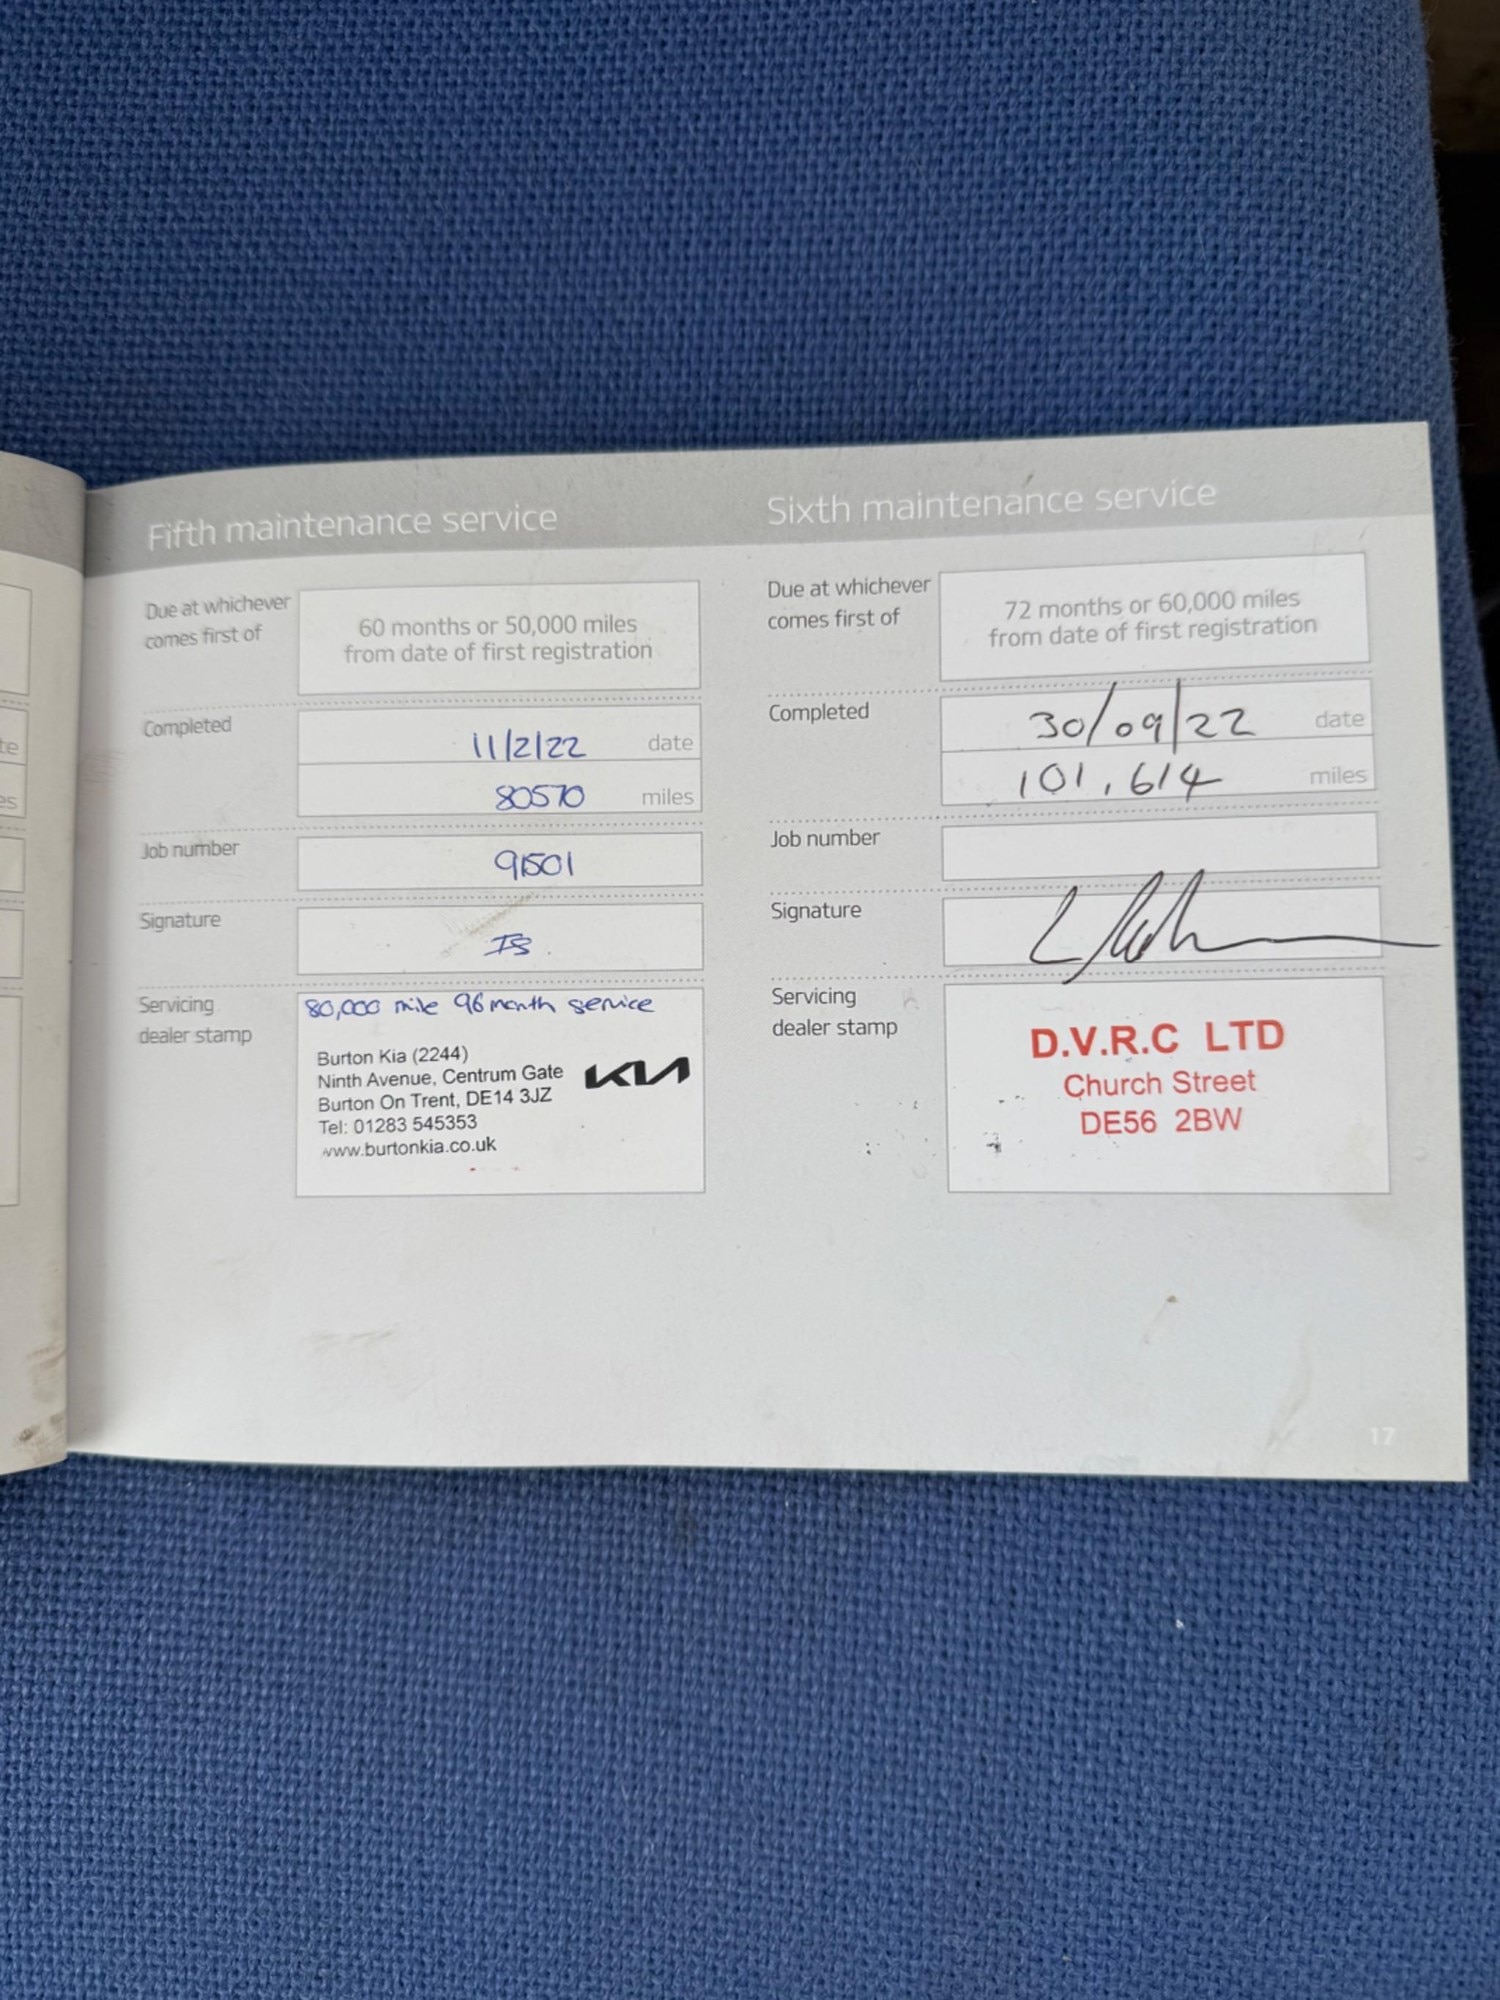 te
es
Fifth maintenance service
Due at whichever
comes first of
60 months or 50,000 miles
from date of first registration
Completed
11/2/22 date
80570 miles
Job number
91501
Signature
Servicing
dealer stamp
80,000 mile 96 month service
Burton Kia (2244)
Ninth Avenue, Centrum Gate
Burton On Trent, DE14 3JZ
Tel: 01283 545353
www.burtonkia.co.uk
KIA
Sixth maintenance service
Due at whichever
comes first of
72 months or 60,000 miles
from date of first registration
Completed
30/09/22 date
101,614 miles
Job number
Signature
Servicing
dealer stamp
D.V.R.C LTD
Church Street
DE56 2BW
17